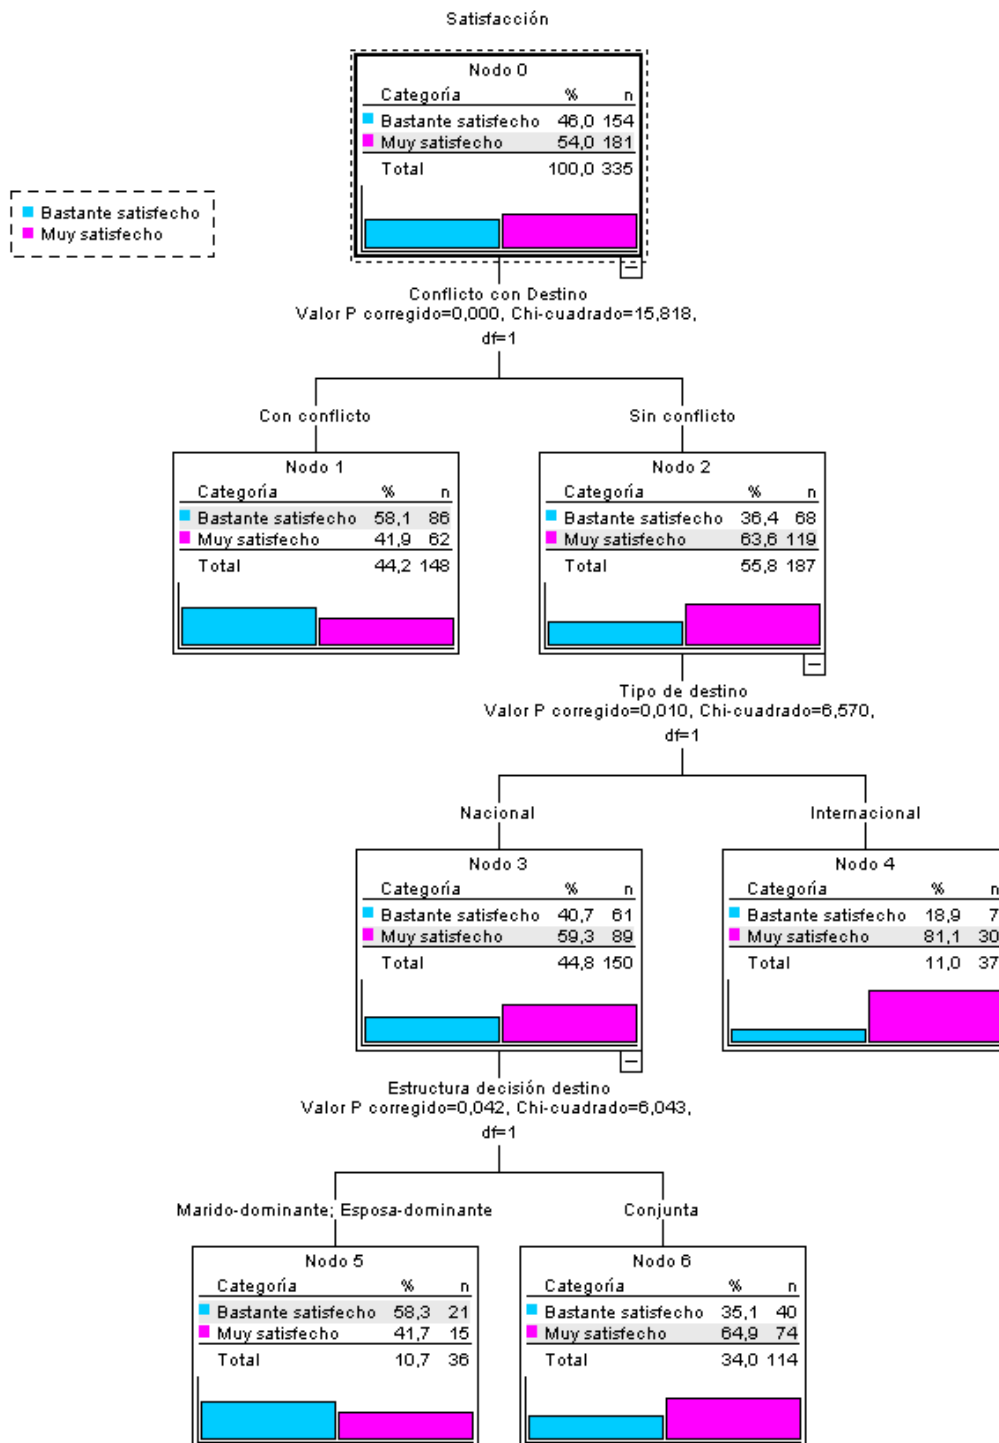 Satisfacción
Nodo 0
Categoría % n
Bastante satisfecho 46,0 154
Muy satisfecho 54,0 181
Total 100,0 335
Bastante satisfecho
Muy satisfecho
Conflicto con Destino
Valor P corregido=0,000, Chi-cuadrado=15,818,
df=1
Con conflicto
Sin conflicto
Nodo 1
Categoría % n
Bastante satisfecho 58,1 86
Muy satisfecho 41,9 62
Total 44,2 148
Nodo 2
Categoría % n
Bastante satisfecho 36,4 68
Muy satisfecho 63,6 119
Total 55,8 187
Tipo de destino
Valor P corregido=0,010, Chi-cuadrado=6,570,
df=1
Nacional
Internacional
Nodo 3
Categoría % n
Bastante satisfecho 40,7 61
Muy satisfecho 59,3 89
Total 44,8 150
Nodo 4
Categoría % n
Bastante satisfecho 18,9 7
Muy satisfecho 81,1 30
Total 11,0 37
Estructura decisión destino
Valor P corregido=0,042, Chi-cuadrado=6,043,
df=1
Marido-dominante; Esposa-dominante
Conjunta
Nodo 5
Categoría % n
Bastante satisfecho 58,3 21
Muy satisfecho 41,7 15
Total 10,7 36
Nodo 6
Categoría % n
Bastante satisfecho 35,1 40
Muy satisfecho 64,9 74
Total 34,0 114